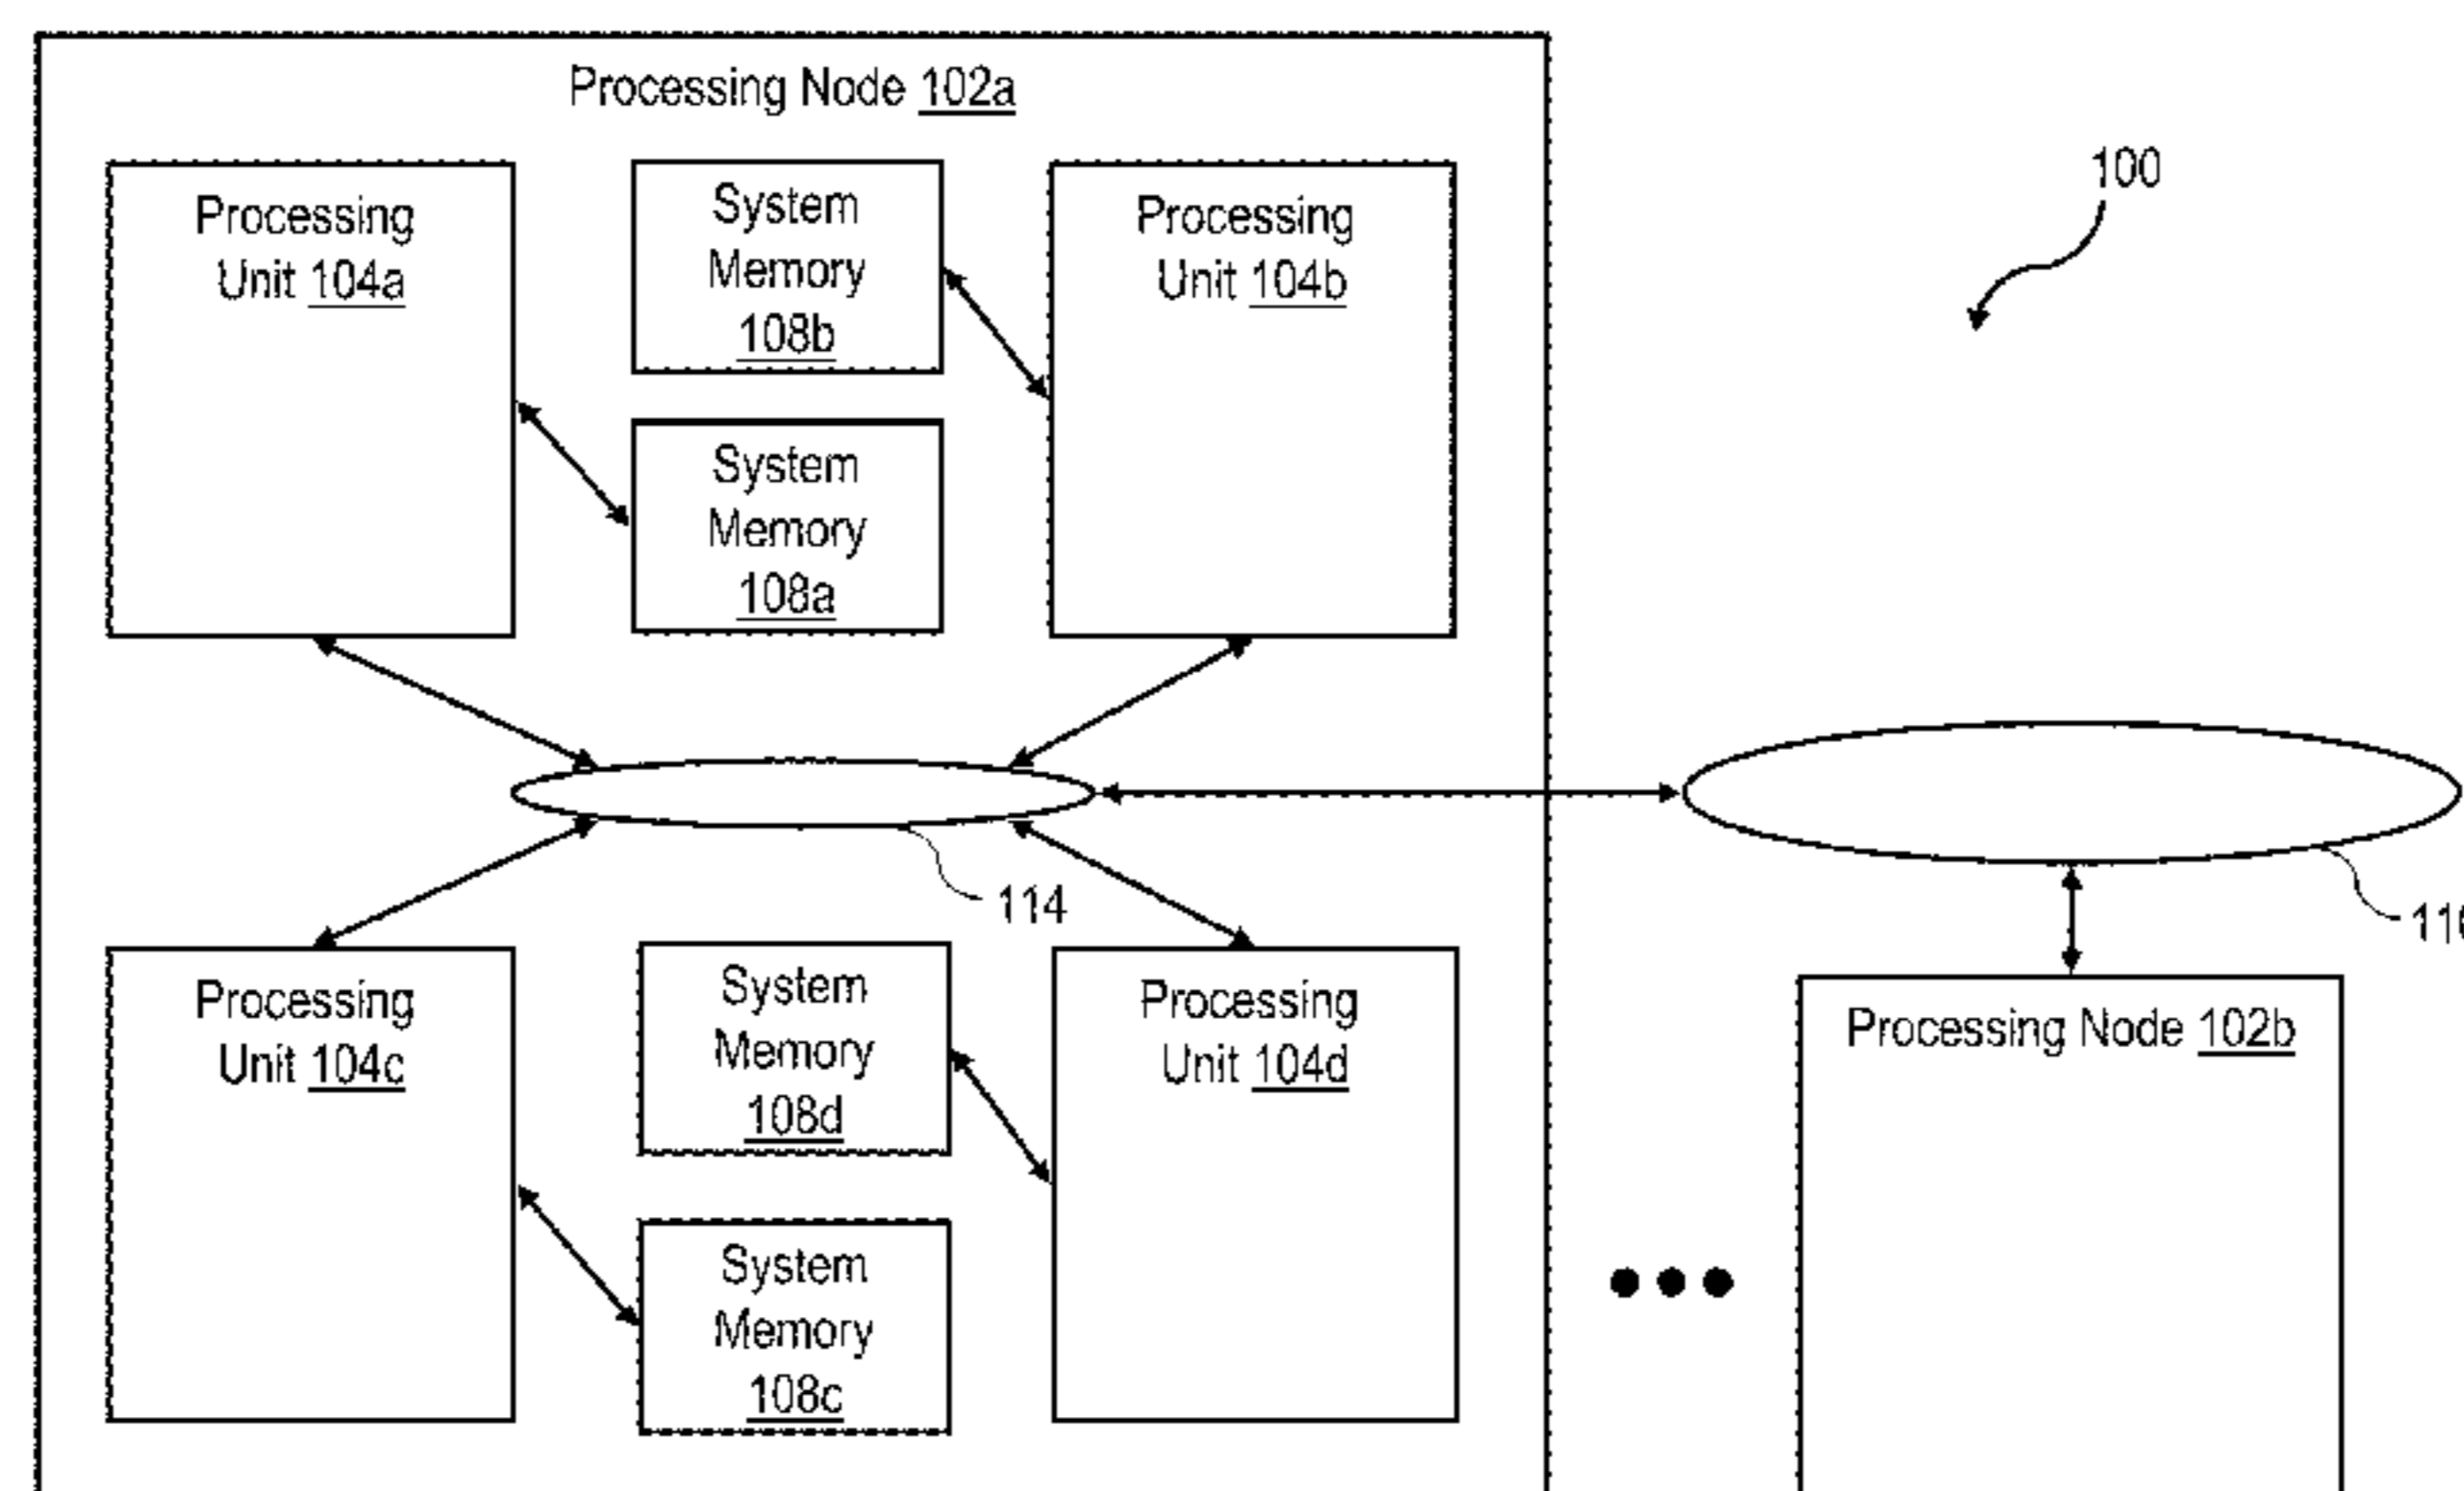 Processing Node 102a
100
Processing
Unit 104a
System
Memory
108b
Processing
Unit 104b
System
Memory
108a
114
Processing
Unit 104c
System
Memory
108d
Processing
Unit 104d
Processing Node 102b
System
Memory
108c